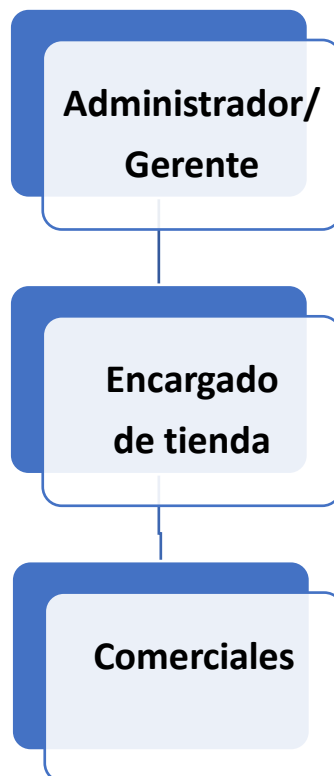 Administrador/
Gerente
Encargado
de tienda
Comerciales